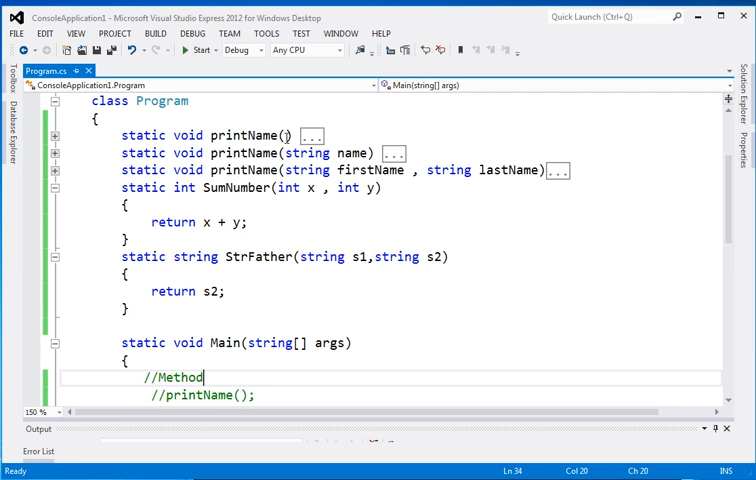 ConsoleApplication1 - Microsoft Visual Studio Express 2012 for Windows Desktop
Quick Launch (Ctrl+Q)
FILE EDIT VIEW PROJECT BUILD DEBUG TEAM TOOLS TEST WINDOW HELP
Start Debug Any CPU
Program.cs
ConsoleApplication1.Program
Main(string[] args)
Toolbox
Database Explorer
Solution Explorer
Properties
class Program
{
static void printName() ...
static void printName(string name) ...
static void printName(string firstName , string lastName)...
static int SumNumber(int x , int y)
{
return x + y;
}
static string StrFather(string s1,string s2)
{
return s2;
}
static void Main(string[] args)
{
//Method
//printName();
150 %
Output
Error List
Ready
Ln 34
Col 20
Ch 20
INS